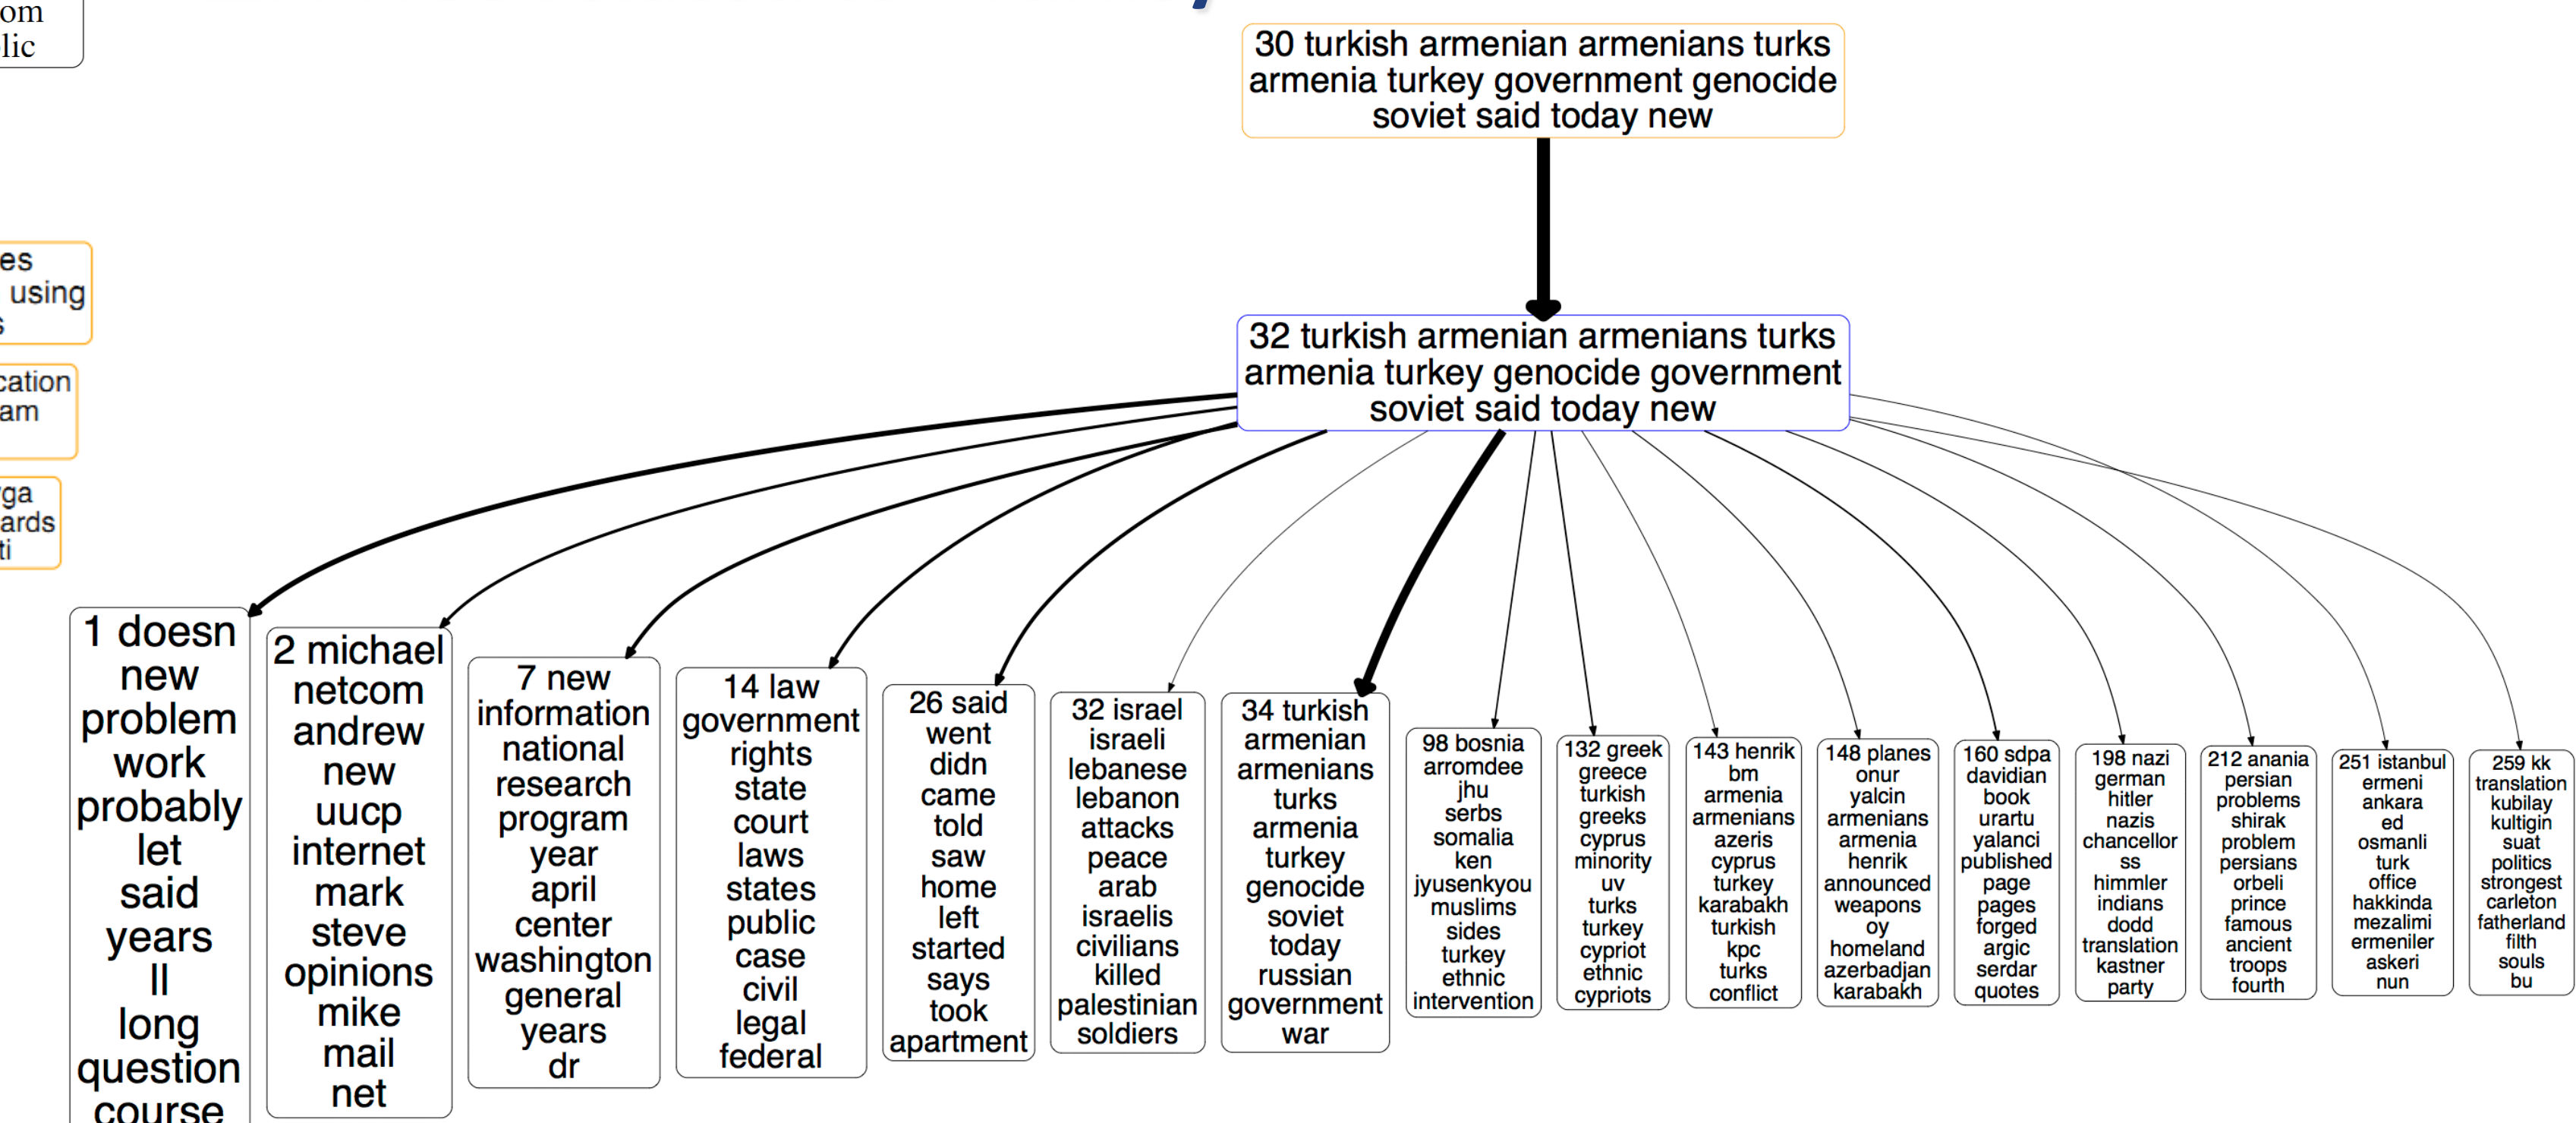 om
lic
30 turkish armenian armenians turks
armenia turkey government genocide
soviet said today new
es
using
s
cation
am
ga
ards
ti
32 turkish armenian armenians turks
armenia turkey genocide government
soviet said today new
1 doesn
new
problem
work
probably
let
said
years
ll
long
question
course
2 michael
netcom
andrew
new
uucp
internet
mark
steve
opinions
mike
mail
net
7 new
information
national
research
program
year
april
center
washington
general
years
dr
14 law
government
rights
state
court
laws
states
public
case
civil
legal
federal
26 said
went
didn
came
told
saw
home
left
started
says
took
apartment
32 israel
israeli
lebanese
lebanon
attacks
peace
arab
israelis
civilians
killed
palestinian
soldiers
34 turkish
armenian
armenians
turks
armenia
turkey
genocide
soviet
today
russian
government
war
98 bosnia
arromdee
jhu
serbs
somalia
ken
jyusenkyou
muslims
sides
turkey
ethnic
intervention
132 greek
greece
turkish
greeks
cyprus
minority
uv
turks
turkey
cypriot
ethnic
cypriots
143 henrik
bm
armenia
armenians
azeris
cyprus
turkey
karabakh
turkish
kpc
turks
conflict
148 planes
onur
yalcin
armenians
armenia
henrik
announced
weapons
oy
homeland
azerbadjan
karabakh
160 sdpa
davidian
book
urartu
yalanci
published
page
pages
forged
argic
serdar
quotes
198 nazi
german
hitler
nazis
chancellor
ss
himmler
indians
dodd
translation
kastner
party
212 anania
persian
problems
shirak
problem
persians
orbeli
prince
famous
ancient
troops
fourth
251 istanbul
ermeni
ankara
ed
osmanli
turk
office
hakkinda
mezalimi
ermeniler
askeri
nun
259 kk
translation
kubilay
kultigin
suat
politics
strongest
carleton
fatherland
filth
souls
bu